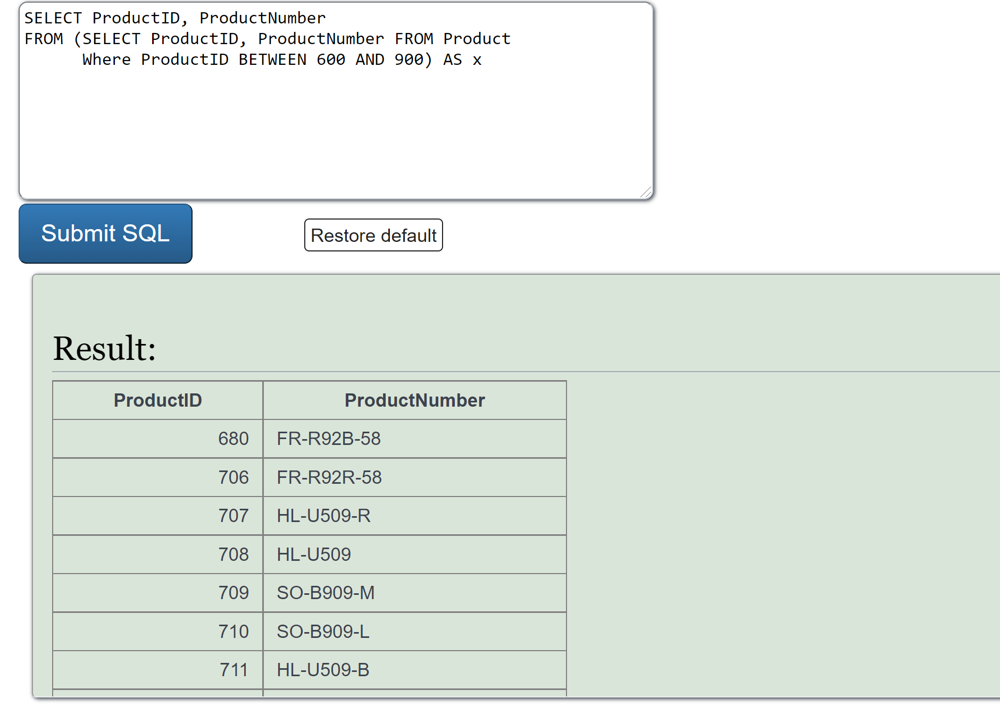 SELECT ProductID, ProductNumber
FROM (SELECT ProductID, ProductNumber FROM Product
Where ProductID BETWEEN 600 AND 900) AS x
Submit SQL
Restore default
Result:
ProductID ProductNumber
680 FR-R92B-58
706 FR-R92R-58
707 HL-U509-R
708 HL-U509
709 SO-B909-M
710 SO-B909-L
711 HL-U509-B